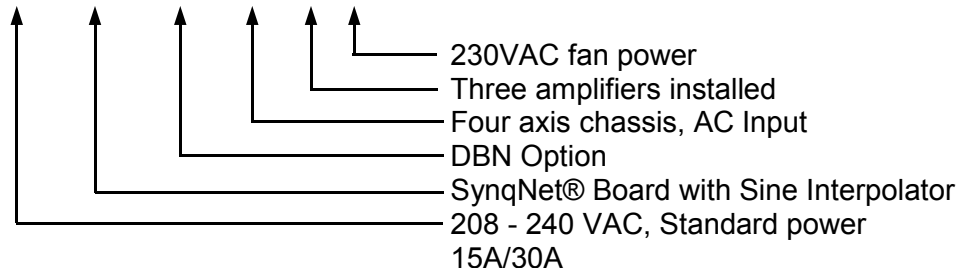 230VAC fan power
Three amplifiers installed
Four axis chassis, AC Input
DBN Option
SynqNet® Board with Sine Interpolator
208 - 240 VAC, Standard power
15A/30A